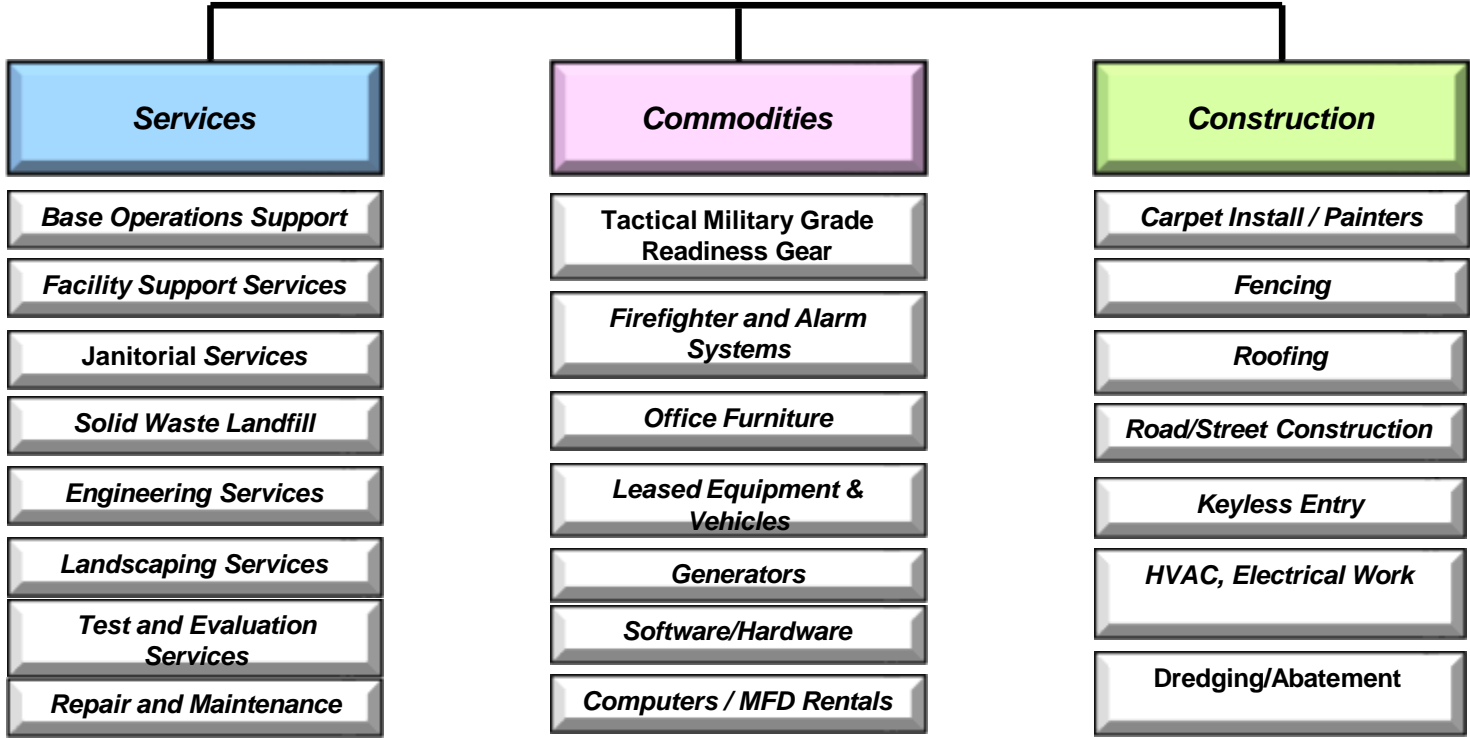 Services
Base Operations Support
Facility Support Services
Janitorial Services
Solid Waste Landfill
Engineering Services
Landscaping Services
Test and Evaluation
Services
Repair and Maintenance
Commodities
Tactical Military Grade
Readiness Gear
Firefighter and Alarm
Systems
Office Furniture
Leased Equipment &
Vehicles
Generators
Software/Hardware
Computers / MFD Rentals
Construction
Carpet Install / Painters
Fencing
Roofing
Road/Street Construction
Keyless Entry
HVAC, Electrical Work
Dredging/Abatement